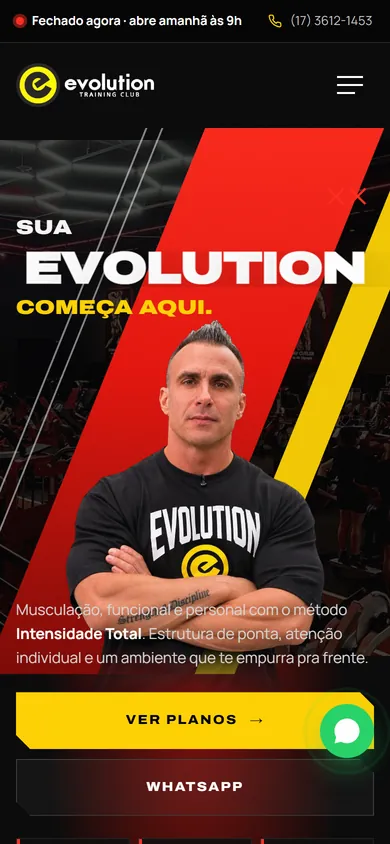 Fechado agora · abre amanhã às 9h
(17) 3612-1453
evolution
TRAINING CLUB
SUA
EVOLUTION
COMEÇA AQUI.
EVOLUTION
Strength Discipline
Musculação, funcional e personal com o método
Intensidade Total. Estrutura de ponta, atenção
individual e um ambiente que te empurra pra frente.
VER PLANOS →
WHATSAPP